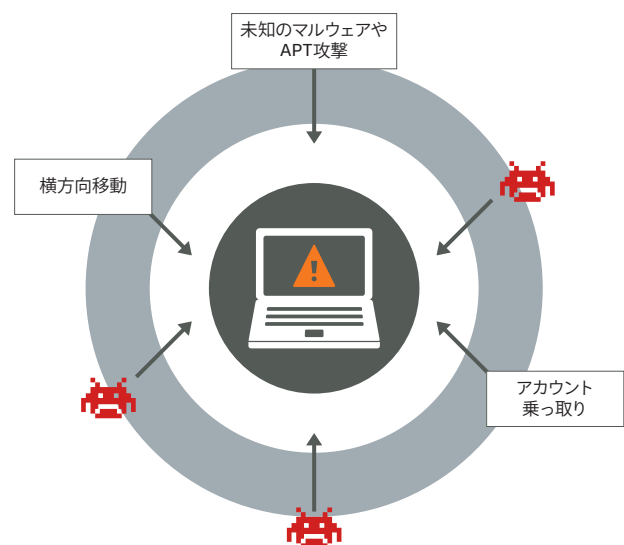 未知のマルウェアや
APT攻撃
横方向移動
アカウント
乗っ取り